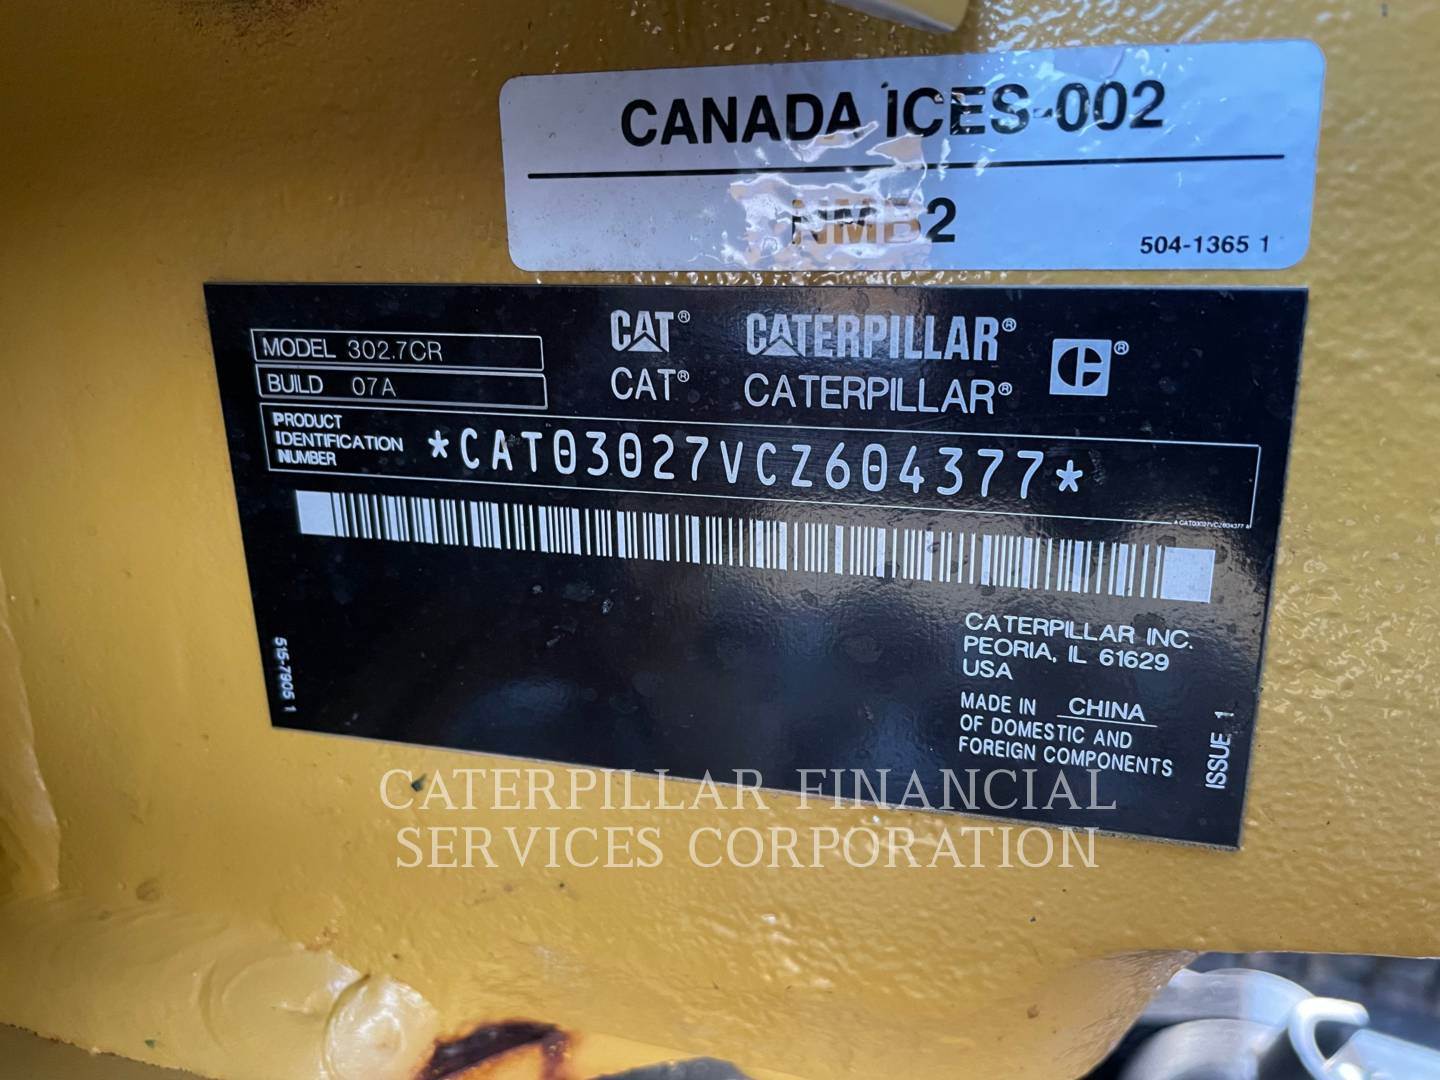 CANADA ICES-002
NMB2
504-1365 1
MODEL 302.7CR
BUILD 07A
CAT® CATERPILLAR® C®
CAT® CATERPILLAR®
PRODUCT
IDENTIFICATION
NUMBER
*CAT03027VCZ604377*
*CAT03027VCZ604377*
CATERPILLAR INC.
PEORIA, IL 61629
USA
MADE IN CHINA
OF DOMESTIC AND
FOREIGN COMPONENTS
515-7905 1
ISSUE 1
CATERPILLAR FINANCIAL
SERVICES CORPORATION